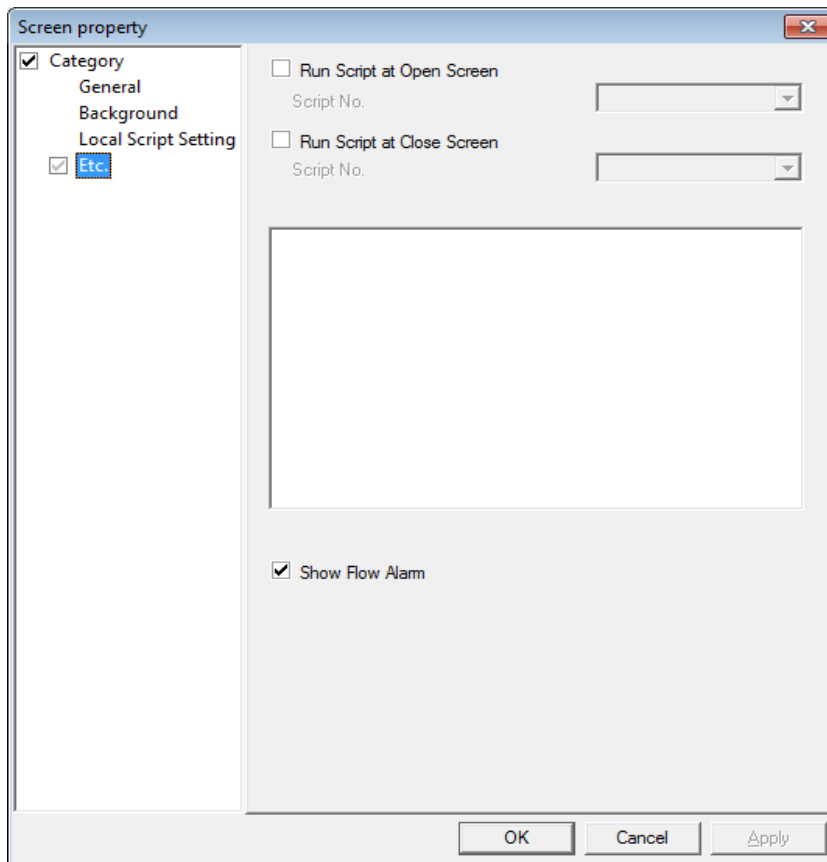 Screen property
Category
General
Background
Local Script Setting
Etc.
Run Script at Open Screen
Script No.
Run Script at Close Screen
Script No.
Show Flow Alarm
OK Cancel Apply